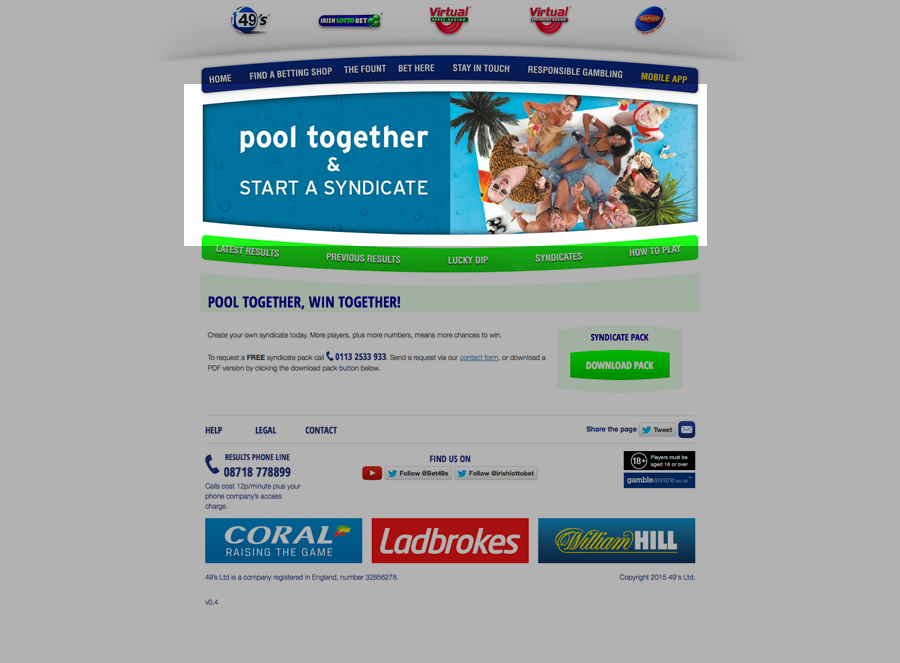 49's
IRISH LOTTO BET
Virtual
HORSE RACING
Virtual
GREYHOUND RACING
RAPIDO
HOME
FIND A BETTING SHOP
THE FOUNT
BET HERE
STAY IN TOUCH
RESPONSIBLE GAMBLING
MOBILE APP
pool together
&
START A SYNDICATE
LATEST RESULTS
PREVIOUS RESULTS
LUCKY DIP
SYNDICATES
HOW TO PLAY
POOL TOGETHER, WIN TOGETHER!
Create your own syndicate today. More players, plus more numbers, means more chances to win.
To request a FREE syndicate pack call 0113 2533 933. Send a request via our contact form, or download a
PDF version by clicking the download pack button below.
SYNDICATE PACK
DOWNLOAD PACK
HELP
LEGAL
CONTACT
Share the page
Tweet
RESULTS PHONE LINE
08718 778899
Calls cost 12p/minute plus your
phone company's access
charge.
FIND US ON
Follow @Bet49s
Follow @irishlottobet
18+
Players must be
aged 18 or over
gambleaware.co.uk™
CORAL
RAISING THE GAME
Ladbrokes
William HILL
49's Ltd is a company registered in England, number 32856278.
Copyright 2015 49's Ltd.
v0.4